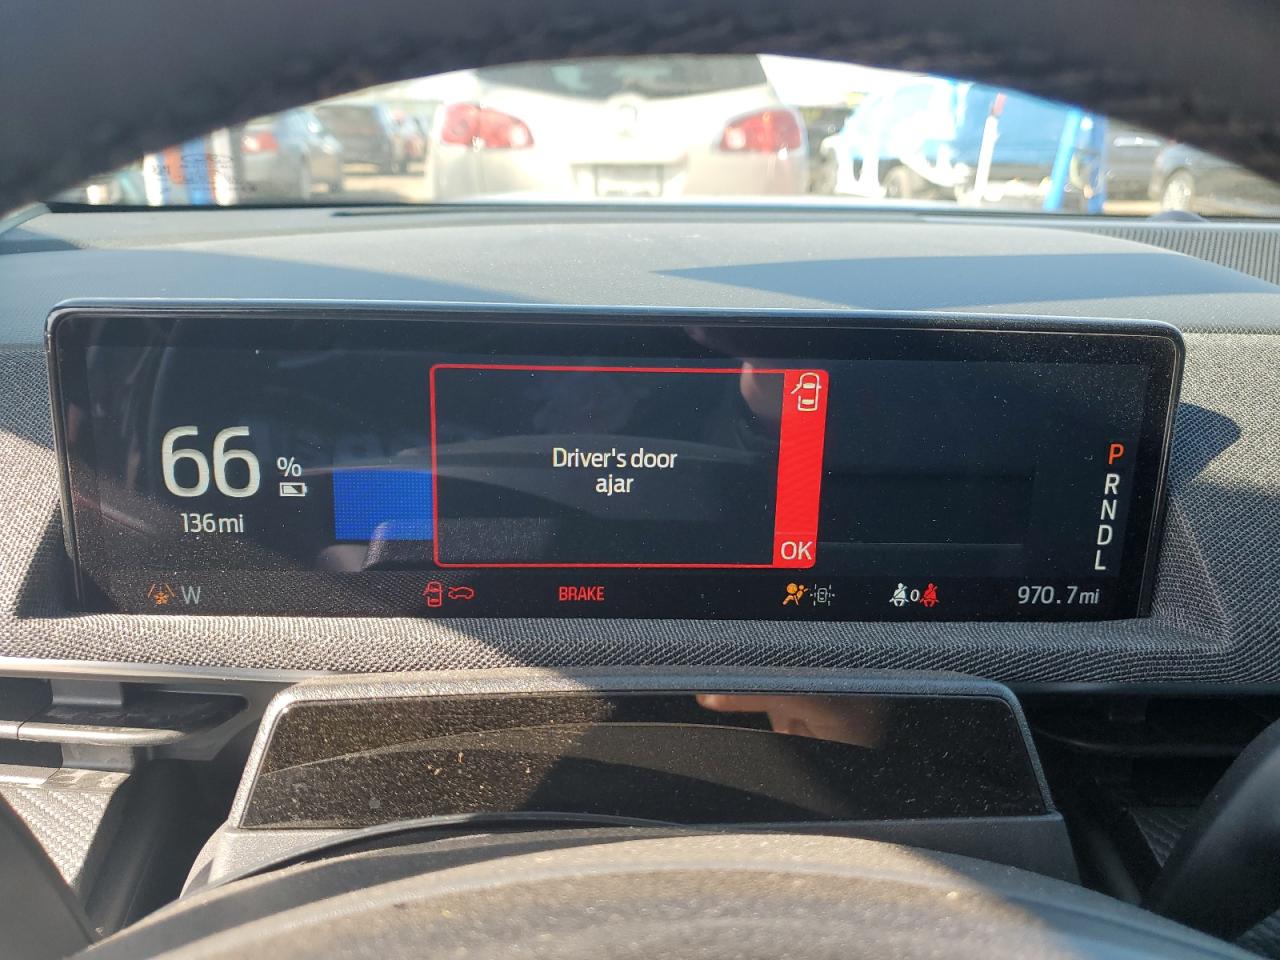 66 %
136mi
Driver's door
ajar
OK
P
R
N
D
L
W
BRAKE
0
970.7mi